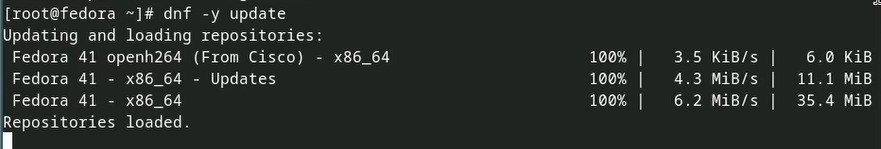 [root@fedora ~]# dnf -y update
Updating and loading repositories:
Fedora 41 openh264 (From Cisco) - x86_64 100% | 3.5 KiB/s | 6.0 KiB
Fedora 41 - x86_64 - Updates 100% | 4.3 MiB/s | 11.1 MiB
Fedora 41 - x86_64 100% | 6.2 MiB/s | 35.4 MiB
Repositories loaded.